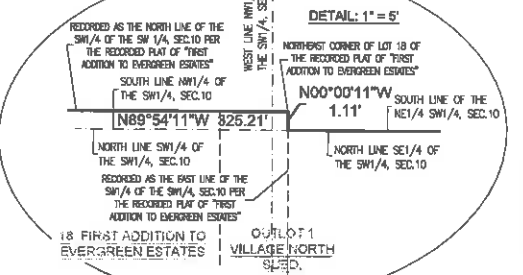 RECORDED AS THE NORTH LINE OF THE
SW1/4 OF THE SW 1/4, SEC.10 PER
THE RECORDED PLAT OF "FIRST
ADDITION TO EVERGREEN ESTATES"
SOUTH LINE NW1/4 OF
THE SW1/4, SEC.10
WEST LINE NW1/
THE SW1/4, SE
DETAIL: 1" = 5'
NORTHEAST CORNER OF LOT 18 OF
THE RECORDED PLAT OF "FIRST
ADDITION TO EVERGREEN ESTATES"
N00°00'11"W
1.11'
SOUTH LINE OF THE
NE1/4 SW1/4, SEC.10
N89°54'11"W 825.21'
NORTH LINE SW1/4 OF
THE SW1/4, SEC.10
NORTH LINE SE1/4 OF
THE SW1/4, SEC.10
RECORDED AS THE EAST LINE OF THE
SW1/4 OF THE SW1/4, SEC.10 PER
THE RECORDED PLAT OF "FIRST
ADDITION TO EVERGREEN ESTATES"
18 FIRST ADDITION TO
EVERGREEN ESTATES
OUTLOT 1
VILLAGE NORTH